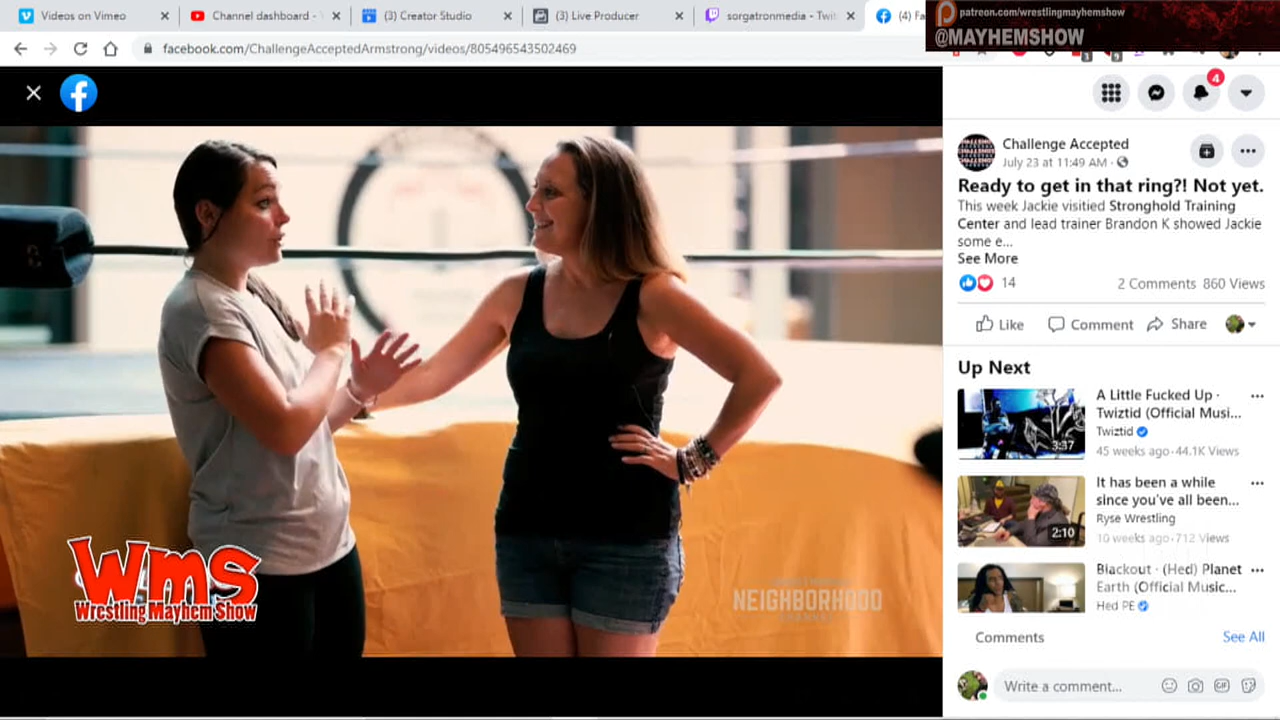 Videos on Vimeo
Channel dashboard -
(3) Creator Studio
(3) Live Producer
sorgatronmedia - Twi
(4) Fa
patreon.com/wrestlingmayhemshow
@MAYHEMSHOW
facebook.com/ChallengeAcceptedArmstrong/videos/805496543502469
4
Challenge Accepted
July 23 at 11:49 AM ·
Ready to get in that ring?! Not yet.
This week Jackie visitied Stronghold Training
Center and lead trainer Brandon K showed Jackie
some e...
See More
14
2 Comments 860 Views
Like
Comment
Share
Up Next
A Little Fucked Up ·
Twiztid (Official Musi...
Twiztid
45 weeks ago · 44.1K Views
3:37
It has been a while
since you've all been...
Ryse Wrestling
10 weeks ago · 712 Views
2:10
Blackout · (Hed) Planet
Earth (Official Music...
Hed PE
Comments
See All
Write a comment...
GIF
wms
Wrestling Mayhem Show
NEIGHBORHOOD